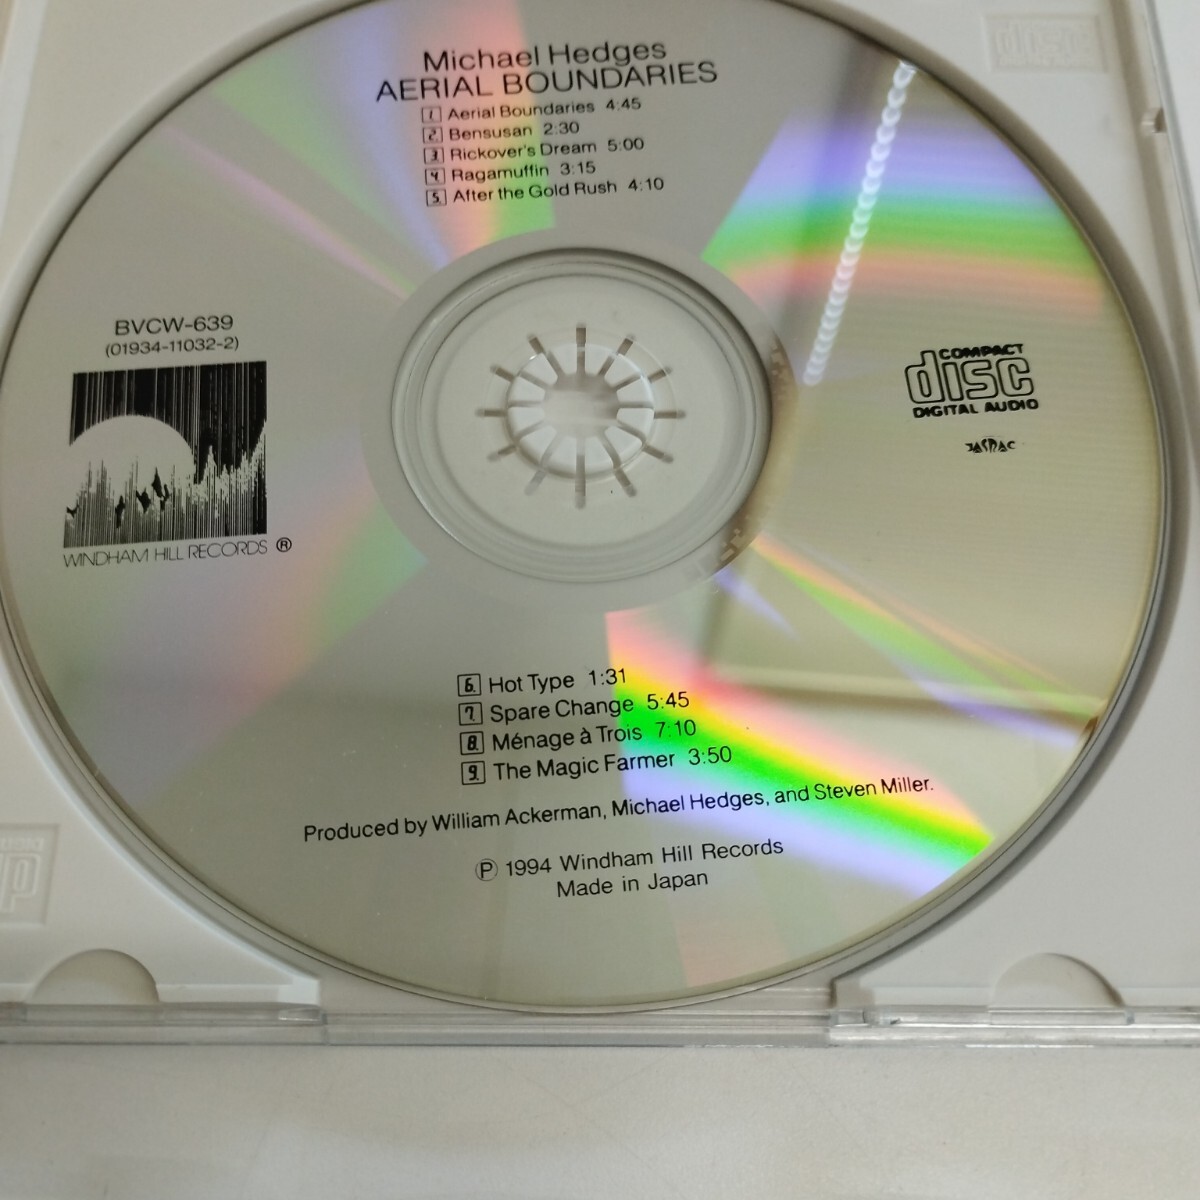 Michael Hedges
AERIAL BOUNDARIES
1. Aerial Boundaries 4:45
2. Bensusan 2:30
3. Rickover's Dream 5:00
4. Ragamuffin 3:15
5. After the Gold Rush 4:10
BVCW-639
(01934-11032-2)
WINDHAM HILL RECORDS ®
COMPACT
disc
DIGITAL AUDIO
JASRAC
6. Hot Type 1:31
7. Spare Change 5:45
8. Ménage à Trois 7:10
9. The Magic Farmer 3:50
Produced by William Ackerman, Michael Hedges, and Steven Miller.
Ⓟ 1994 Windham Hill Records
Made in Japan
disc